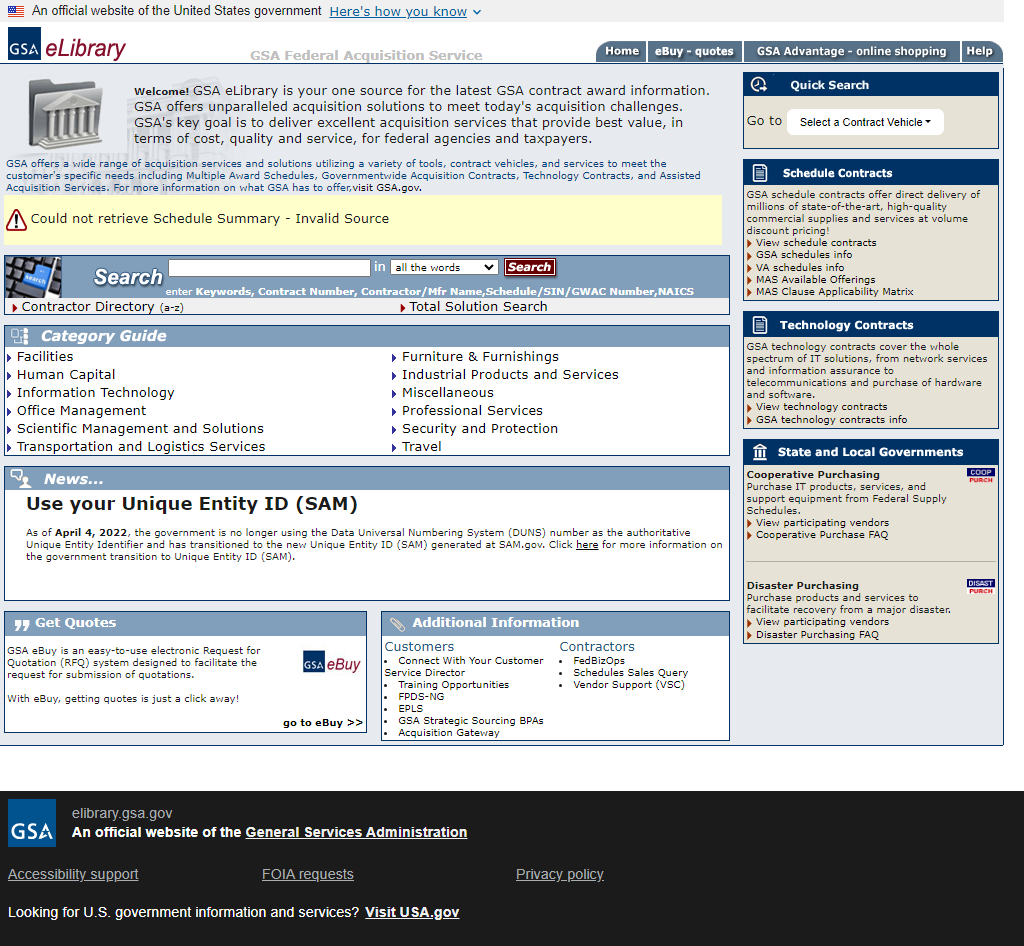 An official website of the United States government Here's how you know
GSA eLibrary
GSA Federal Acquisition Service
Home
eBuy - quotes
GSA Advantage - online shopping
Help
Welcome! GSA eLibrary is your one source for the latest GSA contract award information.
GSA offers unparalleled acquisition solutions to meet today's acquisition challenges.
GSA's key goal is to deliver excellent acquisition services that provide best value, in
terms of cost, quality and service, for federal agencies and taxpayers.
GSA offers a wide range of acquisition services and solutions utilizing a variety of tools, contract vehicles, and services to meet the
customer's specific needs including Multiple Award Schedules, Governmentwide Acquisition Contracts, Technology Contracts, and Assisted
Acquisition Services. For more information on what GSA has to offer,visit GSA.gov.
Could not retrieve Schedule Summary - Invalid Source
search
Search in all the words Search
enter Keywords, Contract Number, Contractor/Mfr Name,Schedule/SIN/GWAC Number,NAICS
Contractor Directory (a-z)
Total Solution Search
Category Guide
Facilities
Human Capital
Information Technology
Office Management
Scientific Management and Solutions
Transportation and Logistics Services
Furniture & Furnishings
Industrial Products and Services
Miscellaneous
Professional Services
Security and Protection
Travel
News...
Use your Unique Entity ID (SAM)
As of April 4, 2022, the government is no longer using the Data Universal Numbering System (DUNS) number as the authoritative
Unique Entity Identifier and has transitioned to the new Unique Entity ID (SAM) generated at SAM.gov. Click here for more information on
the government transition to Unique Entity ID (SAM).
Get Quotes
GSA eBuy is an easy-to-use electronic Request for
Quotation (RFQ) system designed to facilitate the
request for submission of quotations.
GSA eBuy
With eBuy, getting quotes is just a click away!
go to eBuy >>
Additional Information
Customers
Connect With Your Customer
Service Director
Training Opportunities
FPDS-NG
EPLS
GSA Strategic Sourcing BPAs
Acquisition Gateway
Contractors
FedBizOps
Schedules Sales Query
Vendor Support (VSC)
Quick Search
Go to Select a Contract Vehicle
Schedule Contracts
GSA schedule contracts offer direct delivery of
millions of state-of-the-art, high-quality
commercial supplies and services at volume
discount pricing!
View schedule contracts
GSA schedules info
VA schedules info
MAS Available Offerings
MAS Clause Applicability Matrix
Technology Contracts
GSA technology contracts cover the whole
spectrum of IT solutions, from network services
and information assurance to
telecommunications and purchase of hardware
and software.
View technology contracts
GSA technology contracts info
State and Local Governments
Cooperative Purchasing
COOP
PURCH
Purchase IT products, services, and
support equipment from Federal Supply
Schedules.
View participating vendors
Cooperative Purchase FAQ
Disaster Purchasing
DISAST
PURCH
Purchase products and services to
facilitate recovery from a major disaster.
View participating vendors
Disaster Purchasing FAQ
GSA
elibrary.gsa.gov
An official website of the General Services Administration
Accessibility support
FOIA requests
Privacy policy
Looking for U.S. government information and services? Visit USA.gov